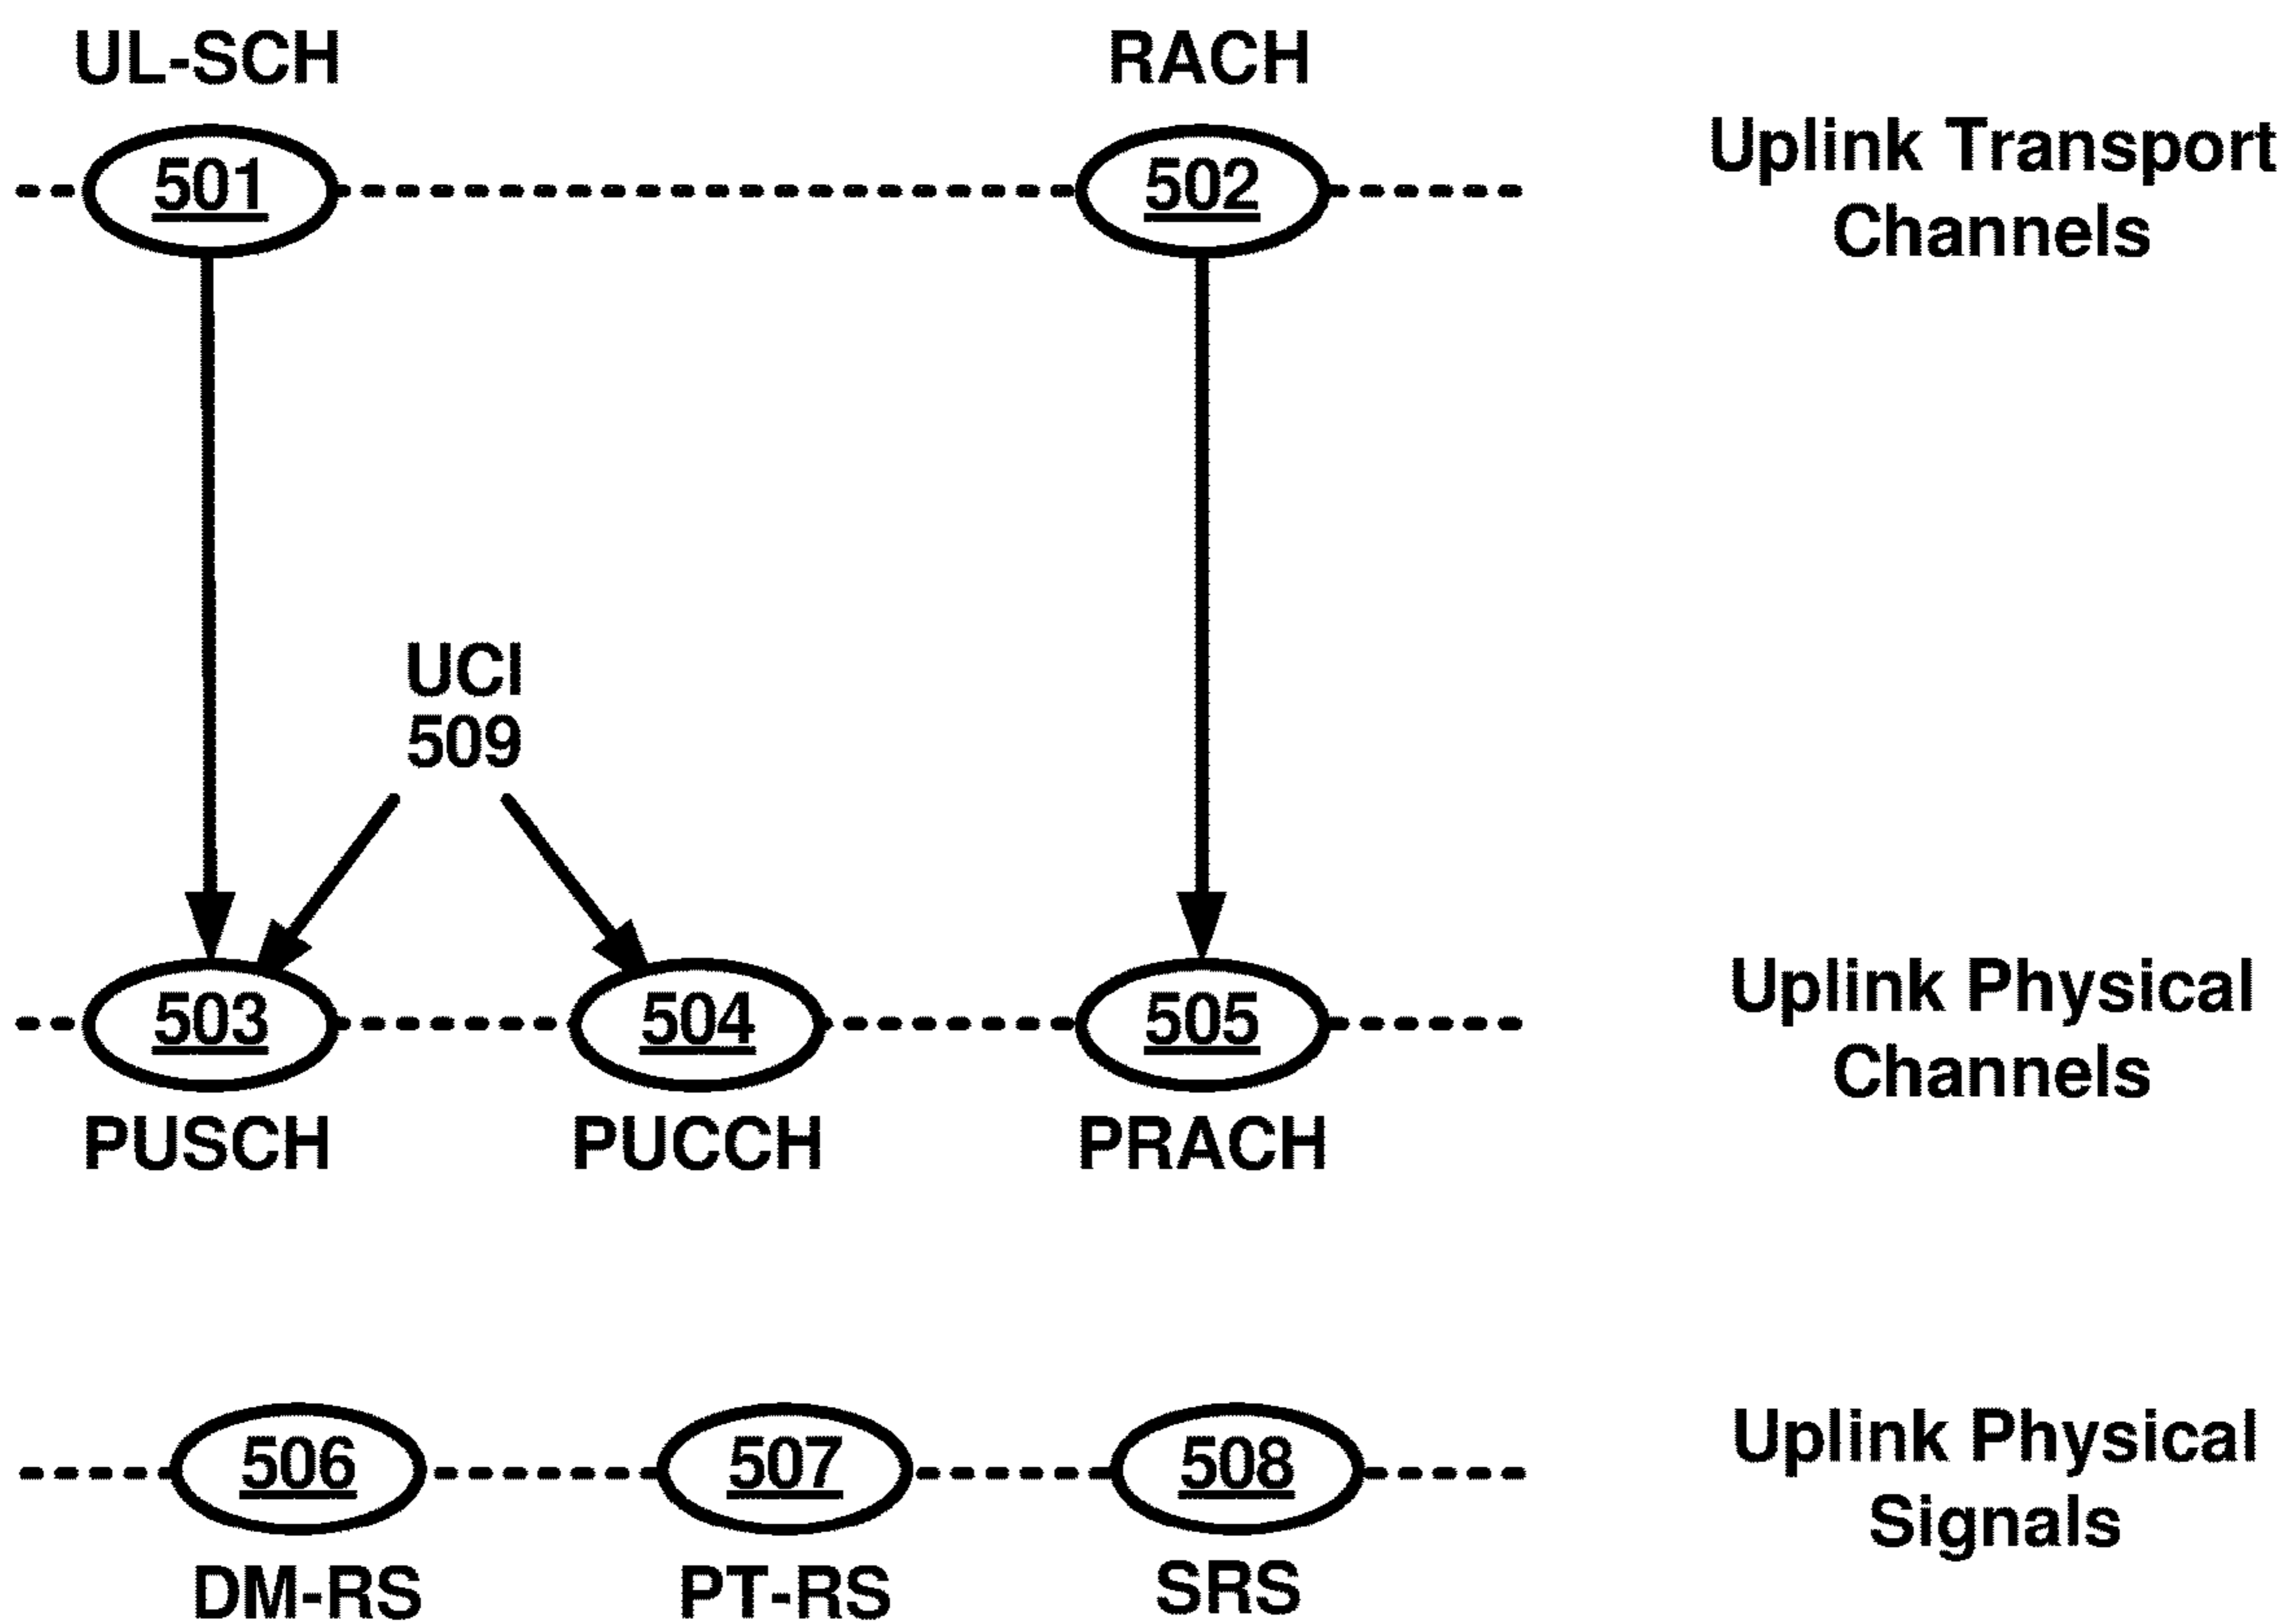 UL-SCH
RACH
501
502
Uplink Transport
Channels
UCI
509
503
504
505
Uplink Physical
Channels
PUSCH
PUCCH
PRACH
506
507
508
Uplink Physical
Signals
DM-RS
PT-RS
SRS